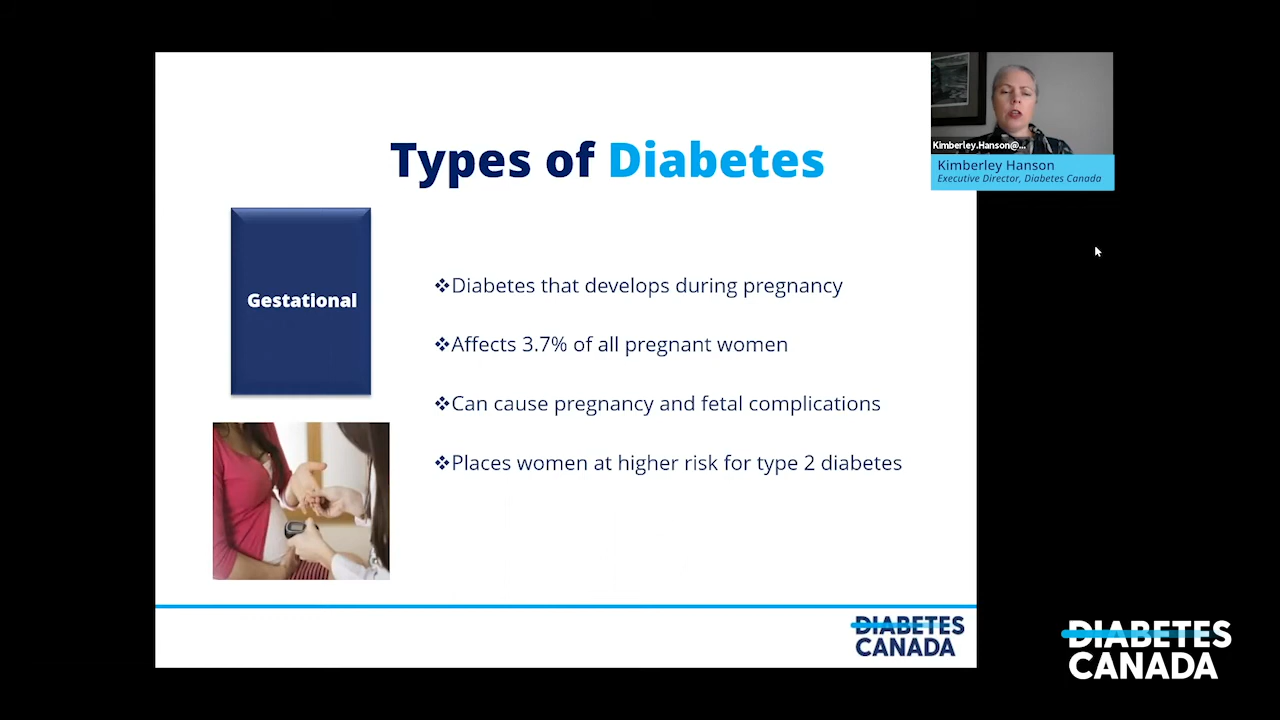 Types of Diabetes
Kimberley.Hanson@...
Kimberley Hanson
Executive Director, Diabetes Canada
Gestational
❖Diabetes that develops during pregnancy
❖Affects 3.7% of all pregnant women
❖Can cause pregnancy and fetal complications
❖Places women at higher risk for type 2 diabetes
DIABETES
CANADA
DIABETES
CANADA